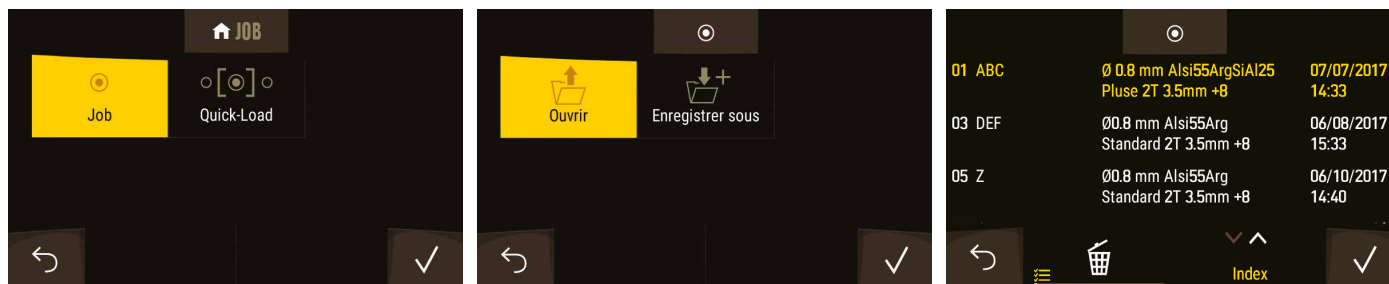 JOB
Job
Quick-Load
Ouvrir
Enregistrer sous
01 ABC Ø 0.8 mm Alsi55ArgSiAl25 07/07/2017
Pluse 2T 3.5mm +8 14:33
03 DEF Ø0.8 mm Alsi55Arg 06/08/2017
Standard 2T 3.5mm +8 15:33
05 Z Ø0.8 mm Alsi55Arg 06/10/2017
Standard 2T 3.5mm +8 14:40
Index